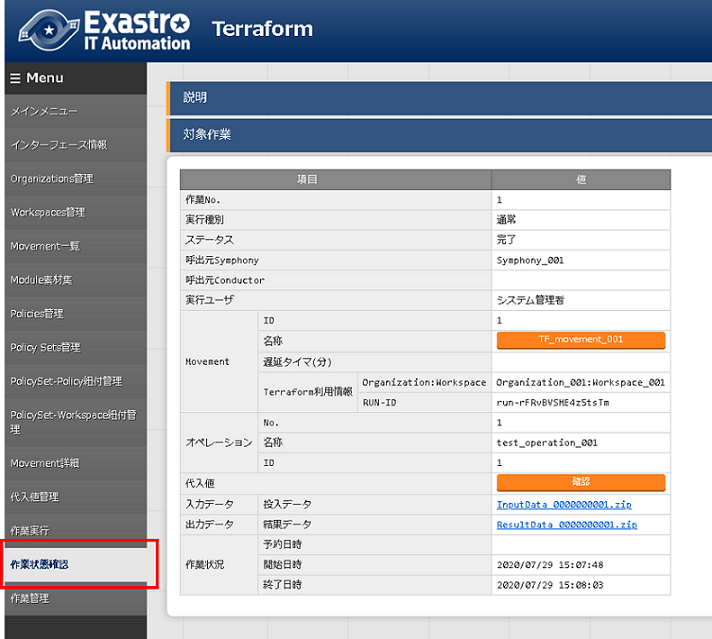 Exastro
IT Automation
Terraform
Menu
メインメニュー
インターフェース情報
Organizations管理
Workspaces管理
Movement一覧
Module素材集
Policies管理
Policy Sets管理
PolicySet-Policy紐付管理
PolicySet-Workspace紐付管
理
Movement詳細
代入値管理
作業実行
作業状態確認
作業管理
説明
対象作業
項目 値
作業No. 1
実行種別 通常
ステータス 完了
呼出元Symphony Symphony_001
呼出元Conductor
実行ユーザ システム管理者
Movement
ID 1
名称 TF_movement_001
遅延タイマ(分)
Terraform利用情報
Organization:Workspace Organization_001:Workspace_001
RUN-ID run-rFRvBVSHE4z5tsTm
オペレーション
No. 1
名称 test_operation_001
ID 1
代入値 確認
入力データ 投入データ InputData_0000000001.zip
出力データ 結果データ ResultData_0000000001.zip
作業状況
予約日時
開始日時 2020/07/29 15:07:48
終了日時 2020/07/29 15:08:03